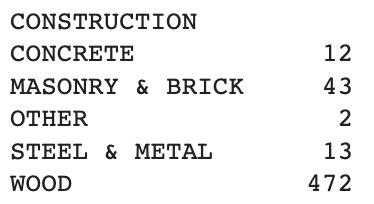 CONSTRUCTION
CONCRETE 12
MASONRY & BRICK 43
OTHER 2
STEEL & METAL 13
WOOD 472